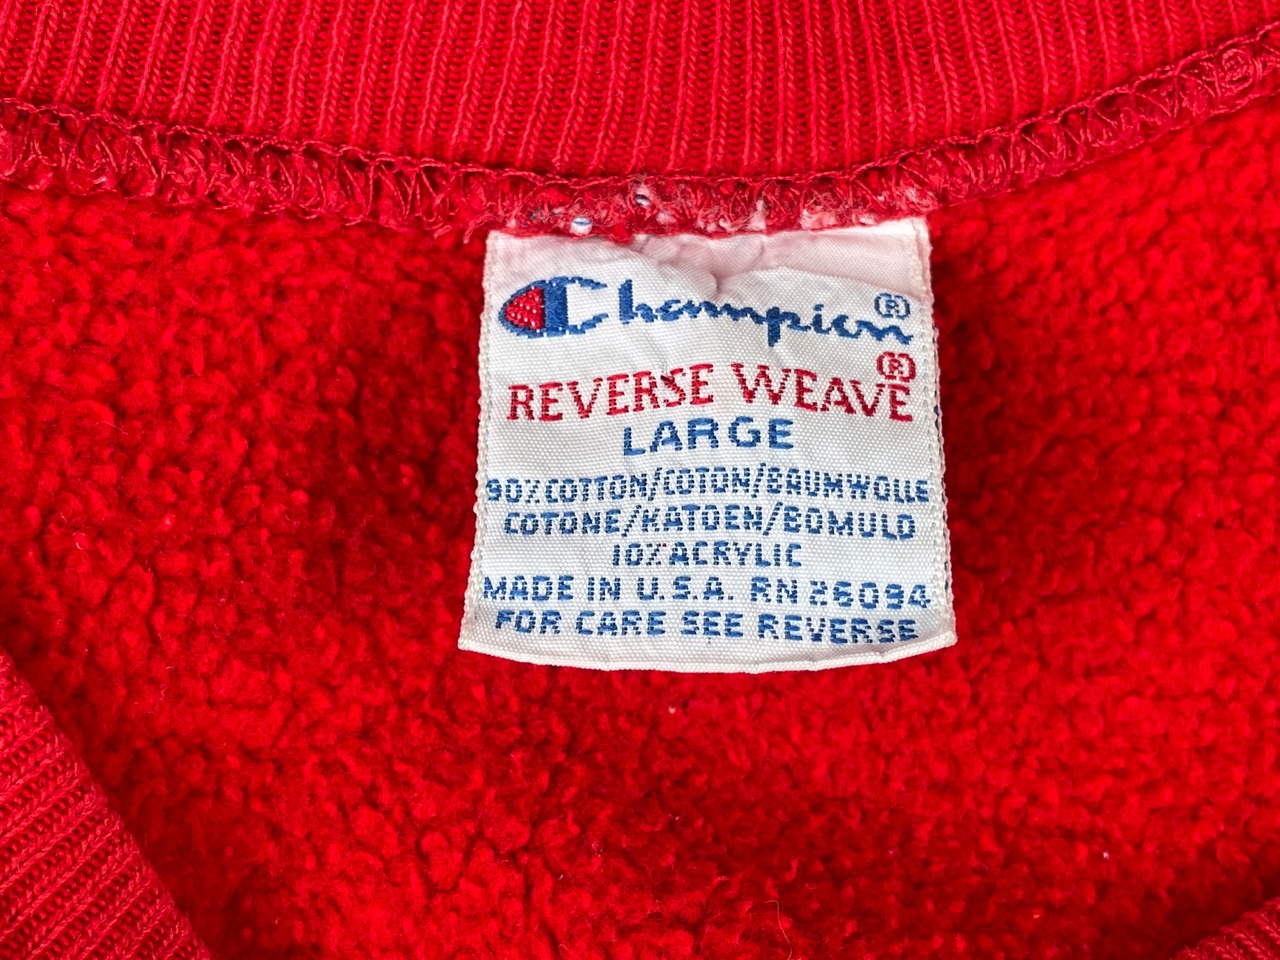 Champion®
REVERSE WEAVE®
LARGE
90% COTTON/COTON/BAUMWOLLE
COTONE/KATOEN/BOMULD
10% ACRYLIC
MADE IN U.S.A. RN 26094
FOR CARE SEE REVERSE